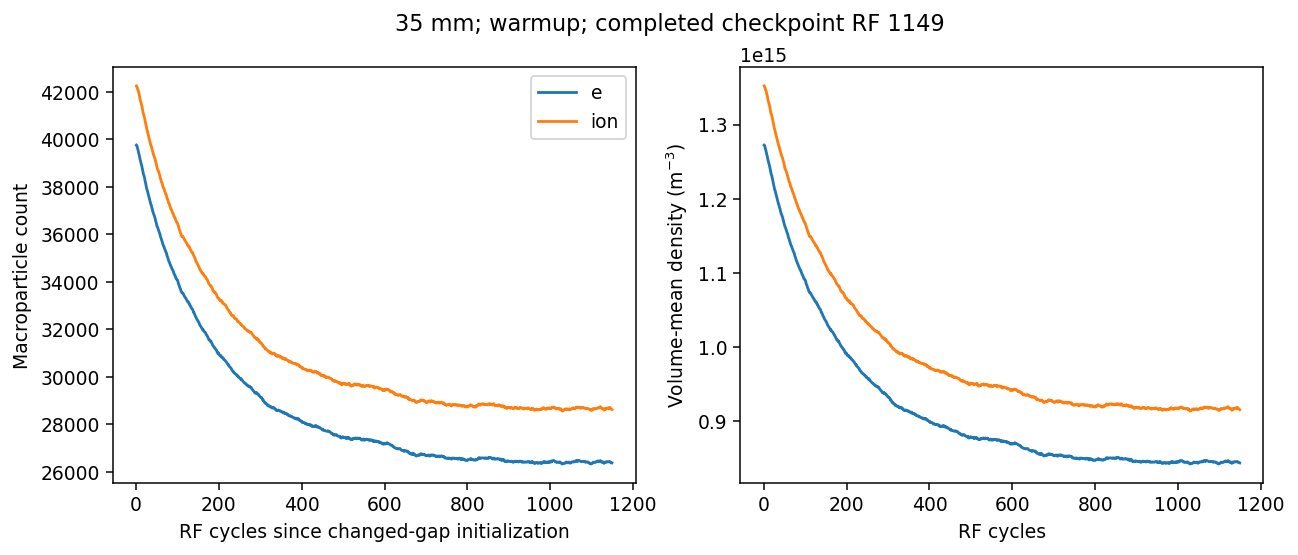 35 mm; warmup; completed checkpoint RF 1149
Macroparticle count
42000
40000
38000
36000
34000
32000
30000
28000
26000
e
ion
0 200 400 600 800 1000 1200
RF cycles since changed-gap initialization
1e15
Volume-mean density (m⁻³)
1.3
1.2
1.1
1.0
0.9
0 200 400 600 800 1000 1200
RF cycles